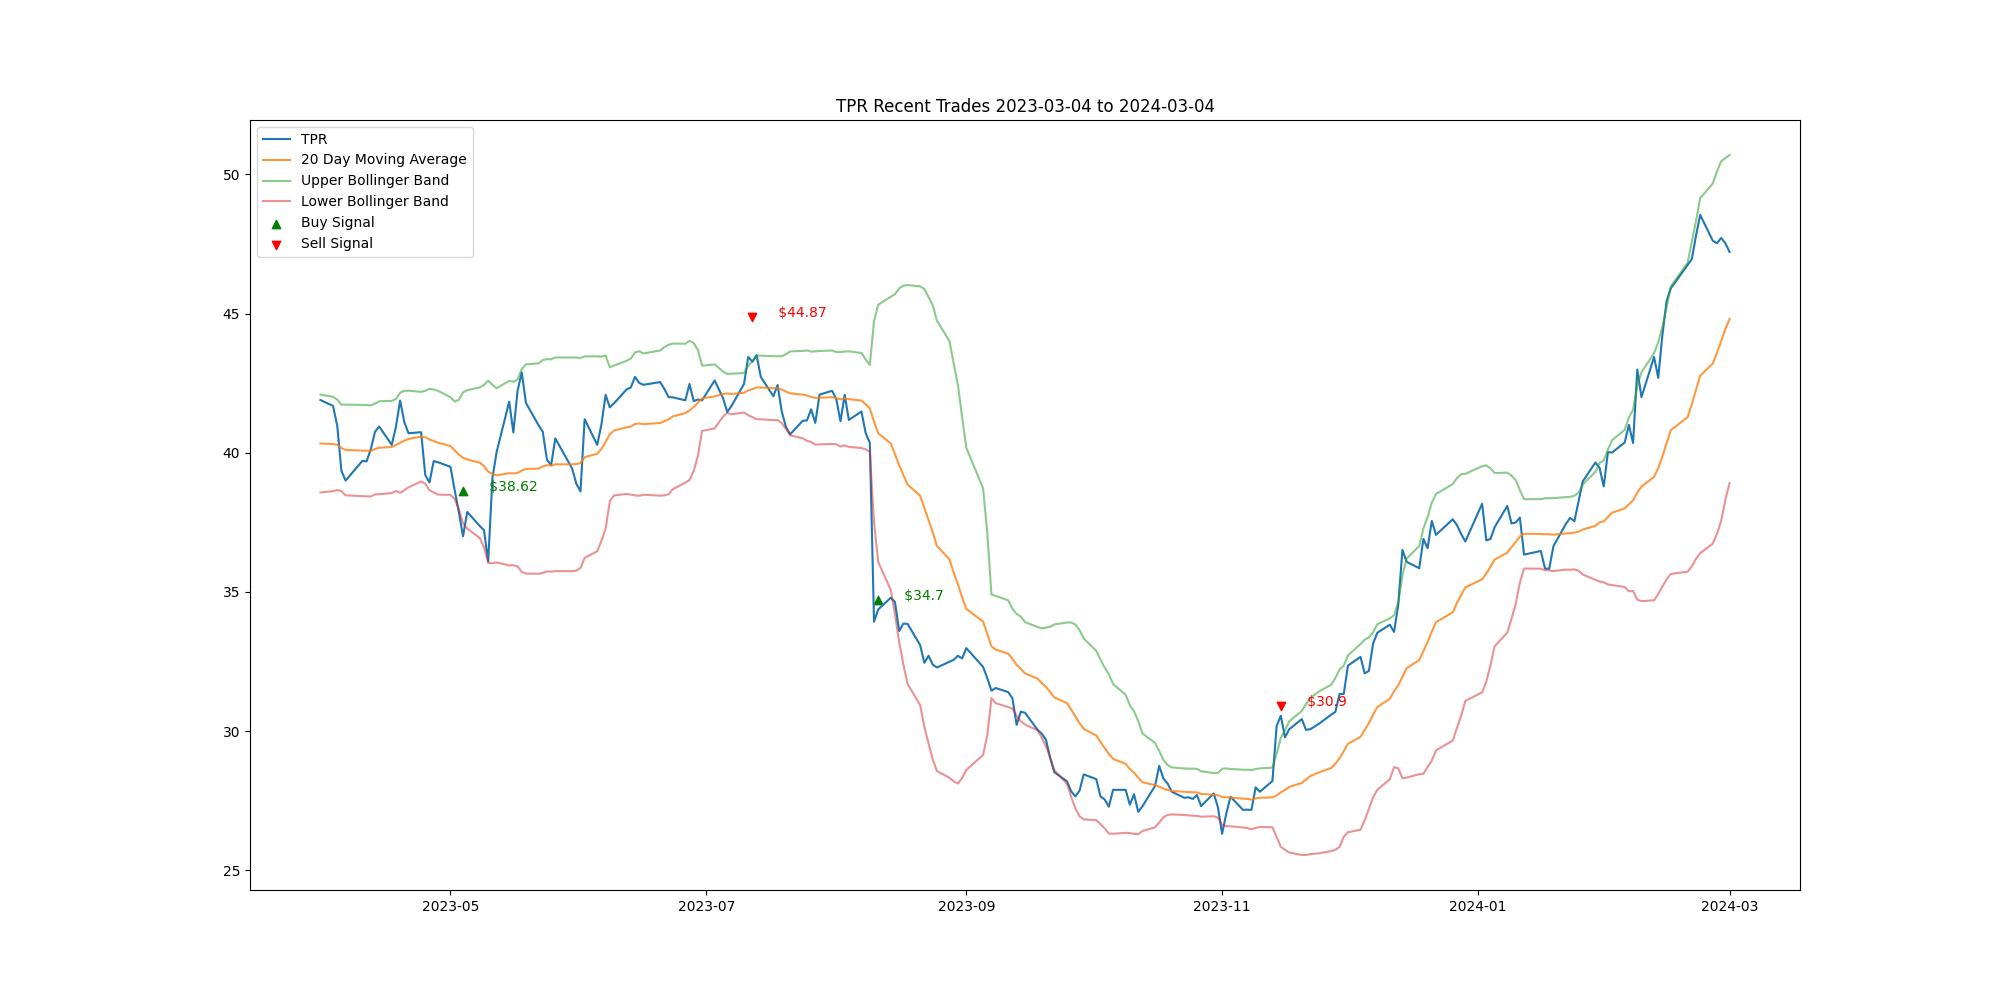 TPR Recent Trades 2023-03-04 to 2024-03-04
TPR
20 Day Moving Average
Upper Bollinger Band
Lower Bollinger Band
Buy Signal
Sell Signal
50
45
40
35
30
25
$44.87
$38.62
$34.7
$30.9
2023-05
2023-07
2023-09
2023-11
2024-01
2024-03